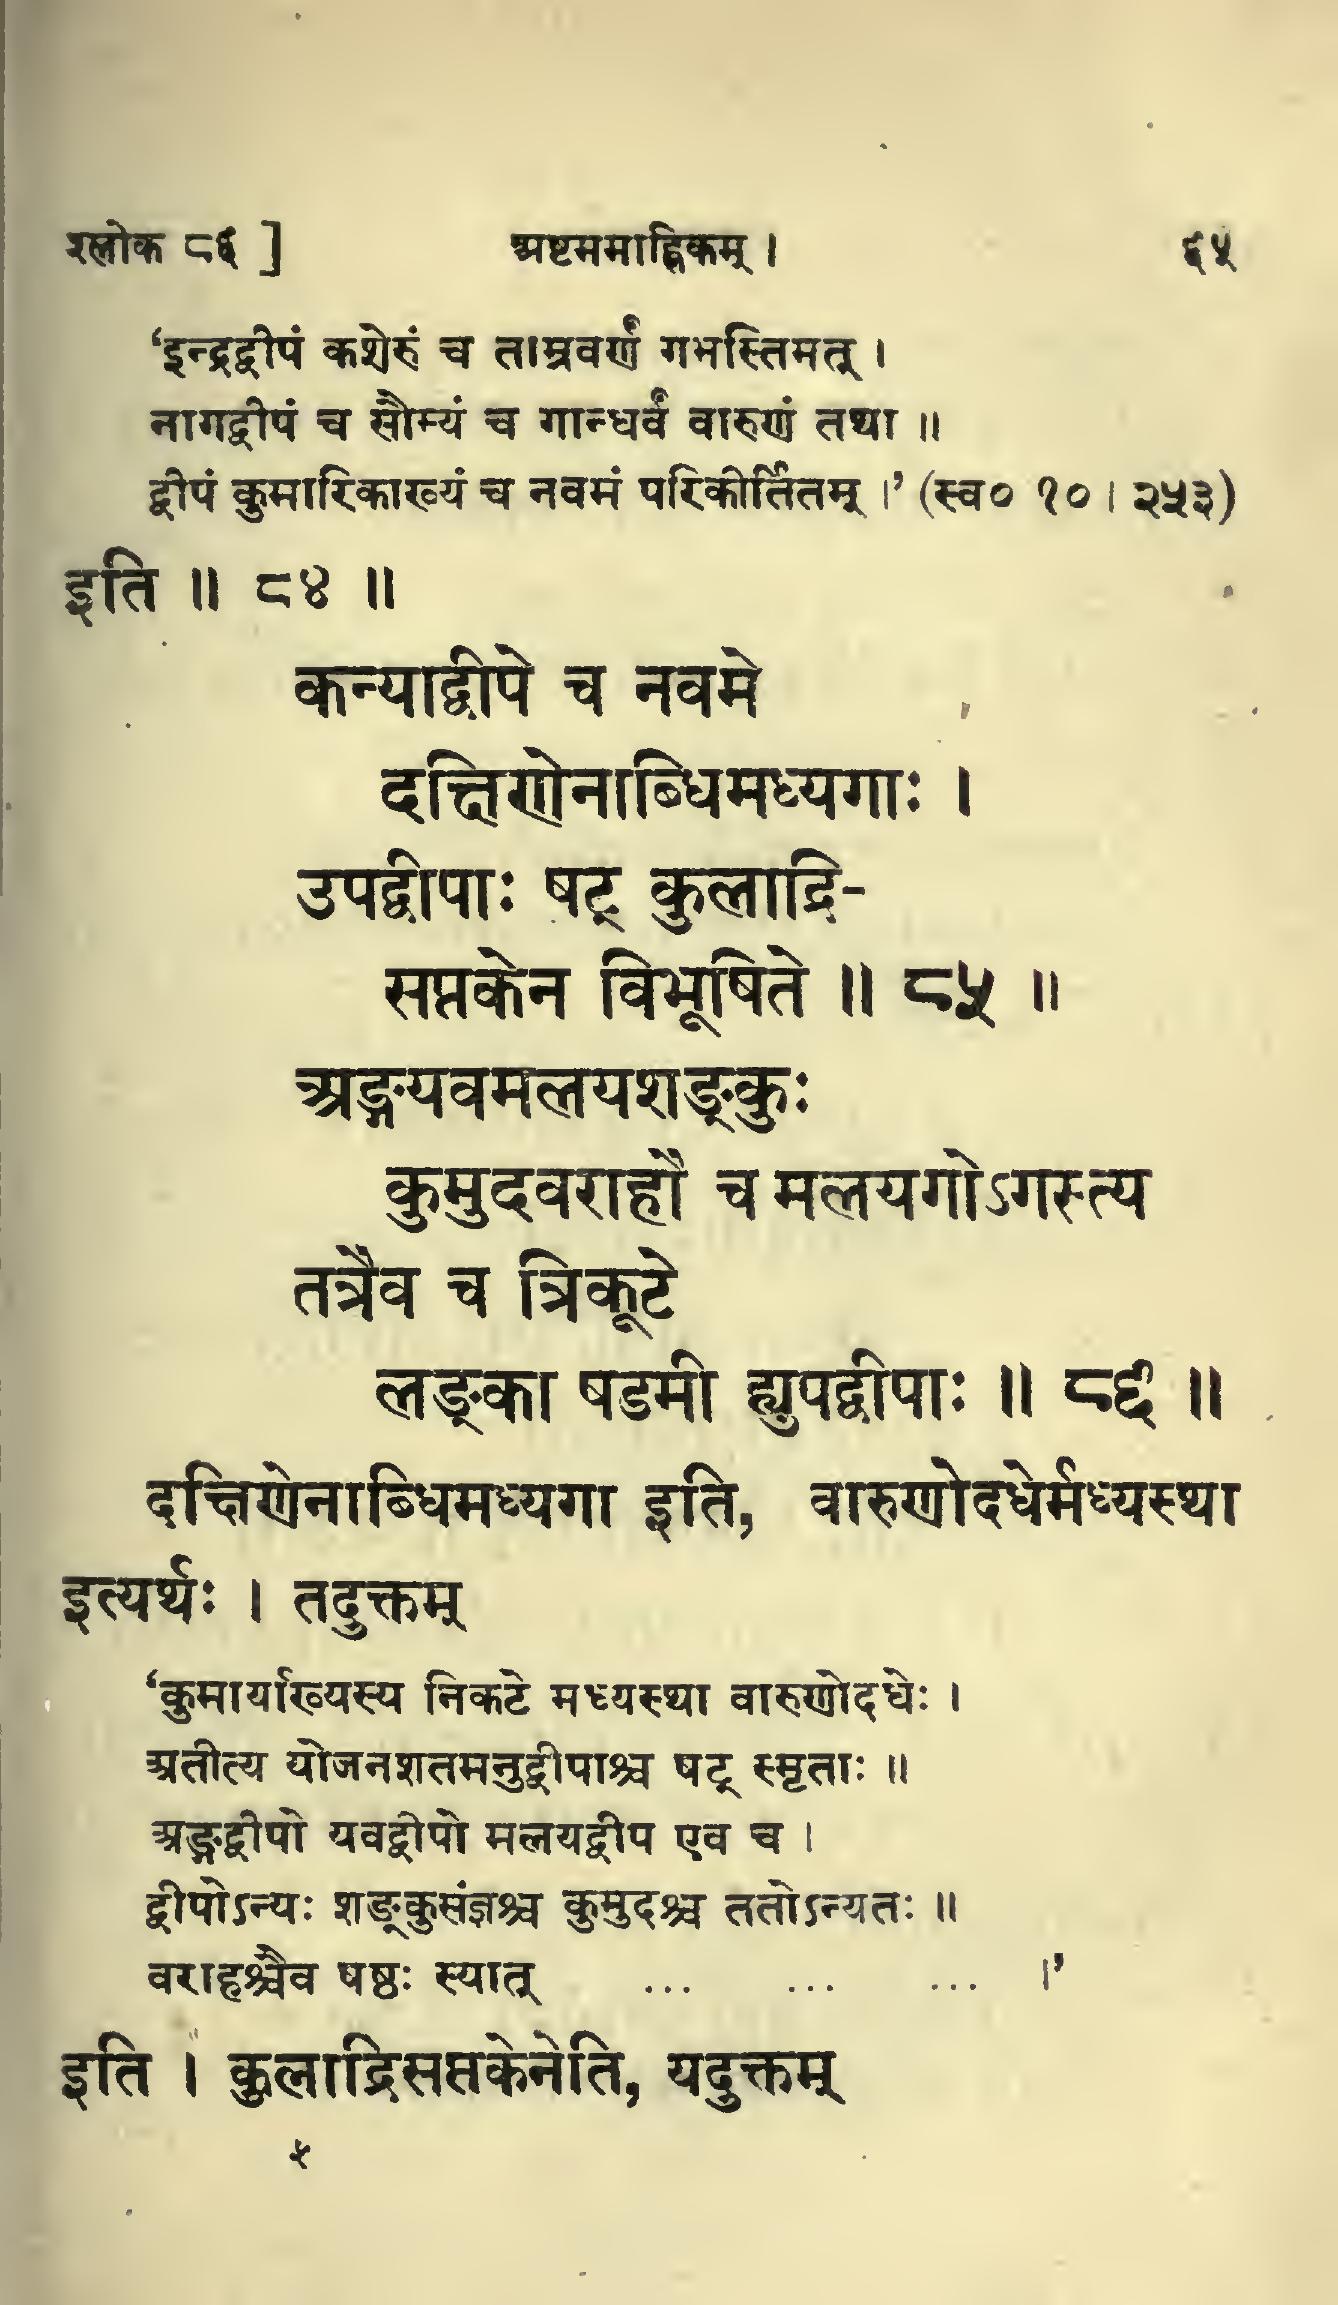 श्लोक ८६ ] अष्टममाह्निकम् । ६५
‘इन्द्रद्वीपं कशेरुं च ताम्रवर्णं गभस्तिमत् ।
नागद्वीपं च सौम्यं च गान्धर्वं वारुणं तथा ॥
द्वीपं कुमारिकाख्यं च नवमं परिकीर्तितम् ।’ (स्व० १० । २५३)
इति ॥ ८४ ॥
कन्याद्वीपे च नवमे
दक्षिणेनाब्धिमध्यगाः ।
उपद्वीपाः षट् कुलाद्रि-
सप्तकेन विभूषिते ॥ ८५ ॥
अङ्गयवमलयशङ्कुः
कुमुदवराहौ च मलयगोऽगस्त्य
तत्रैव च त्रिकूटे
लङ्का षडमी ह्युपद्वीपाः ॥ ८६ ॥
दक्षिणेनाब्धिमध्यगा इति, वारुणोदधेर्मध्यस्था
इत्यर्थः । तदुक्तम्
‘कुमार्याख्यस्य निकटे मध्यस्था वारुणोदधेः ।
अतीत्य योजनशतमनुद्वीपाश्च षट् स्मृताः ॥
अङ्गद्वीपो यवद्वीपो मलयद्वीप एव च ।
द्वीपोऽन्यः शङ्कुसंज्ञश्च कुमुदश्च ततोऽन्यतः ॥
वराहश्चैव षष्ठः स्यात् ... ... ... ।’
इति । कुलाद्रिसप्तकेनेति, यदुक्तम्
५